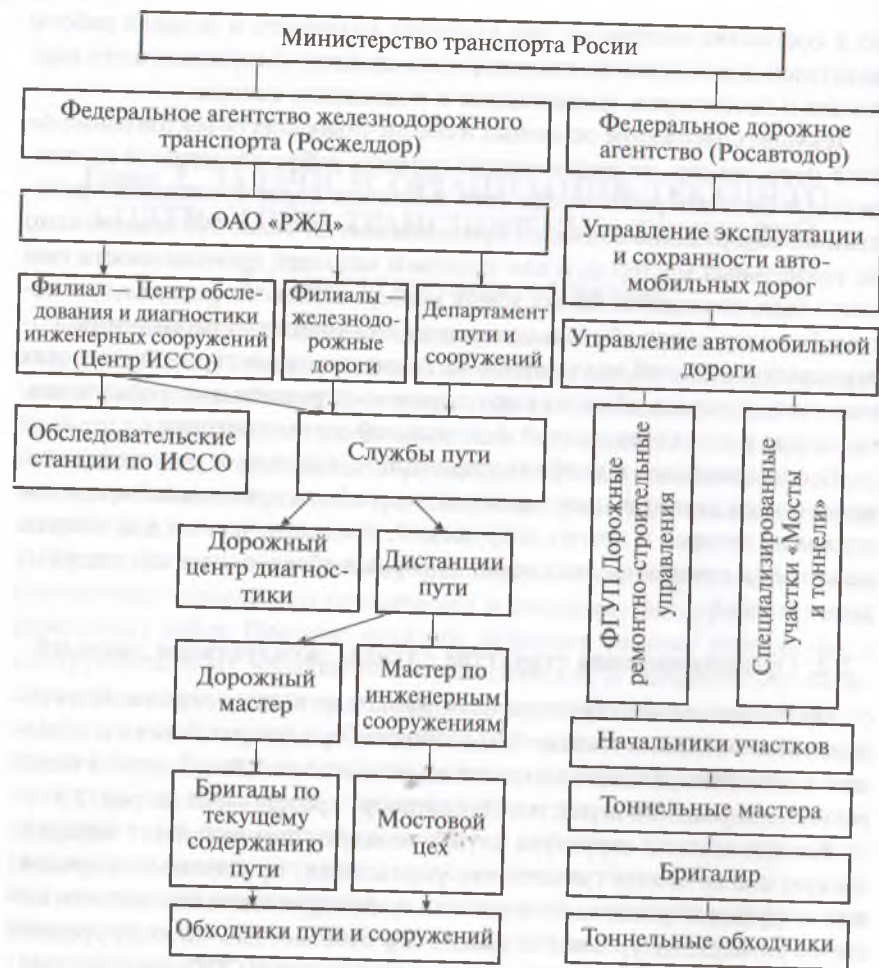 Министерство транспорта Росии
Федеральное агентство железнодорожного
транспорта (Росжелдор)
Федеральное дорожное
агентство (Росавтодор)
ОАО «РЖД»
Управление эксплуатации
и сохранности авто-
мобильных дорог
Филиал — Центр обсле-
дования и диагностики
инженерных сооружений
(Центр ИССО)
Филиалы —
железнодо-
рожные
дороги
Департамент
пути и
сооружений
Управление автомобильной
дороги
Обследовательские
станции по ИССО
Службы пути
ФГУП Дорожные
ремонтно-строительные
управления
Специализированные
участки «Мосты
и тоннели»
Дорожный
центр диагнос-
тики
Дистанции
пути
Дорожный
мастер
Мастер по
инженерным
сооружениям
Начальники участков
Бригады по
текущему
содержанию
пути
Мостовой
цех
Тоннельные мастера
Бригадир
Обходчики пути и сооружений
Тоннельные обходчики